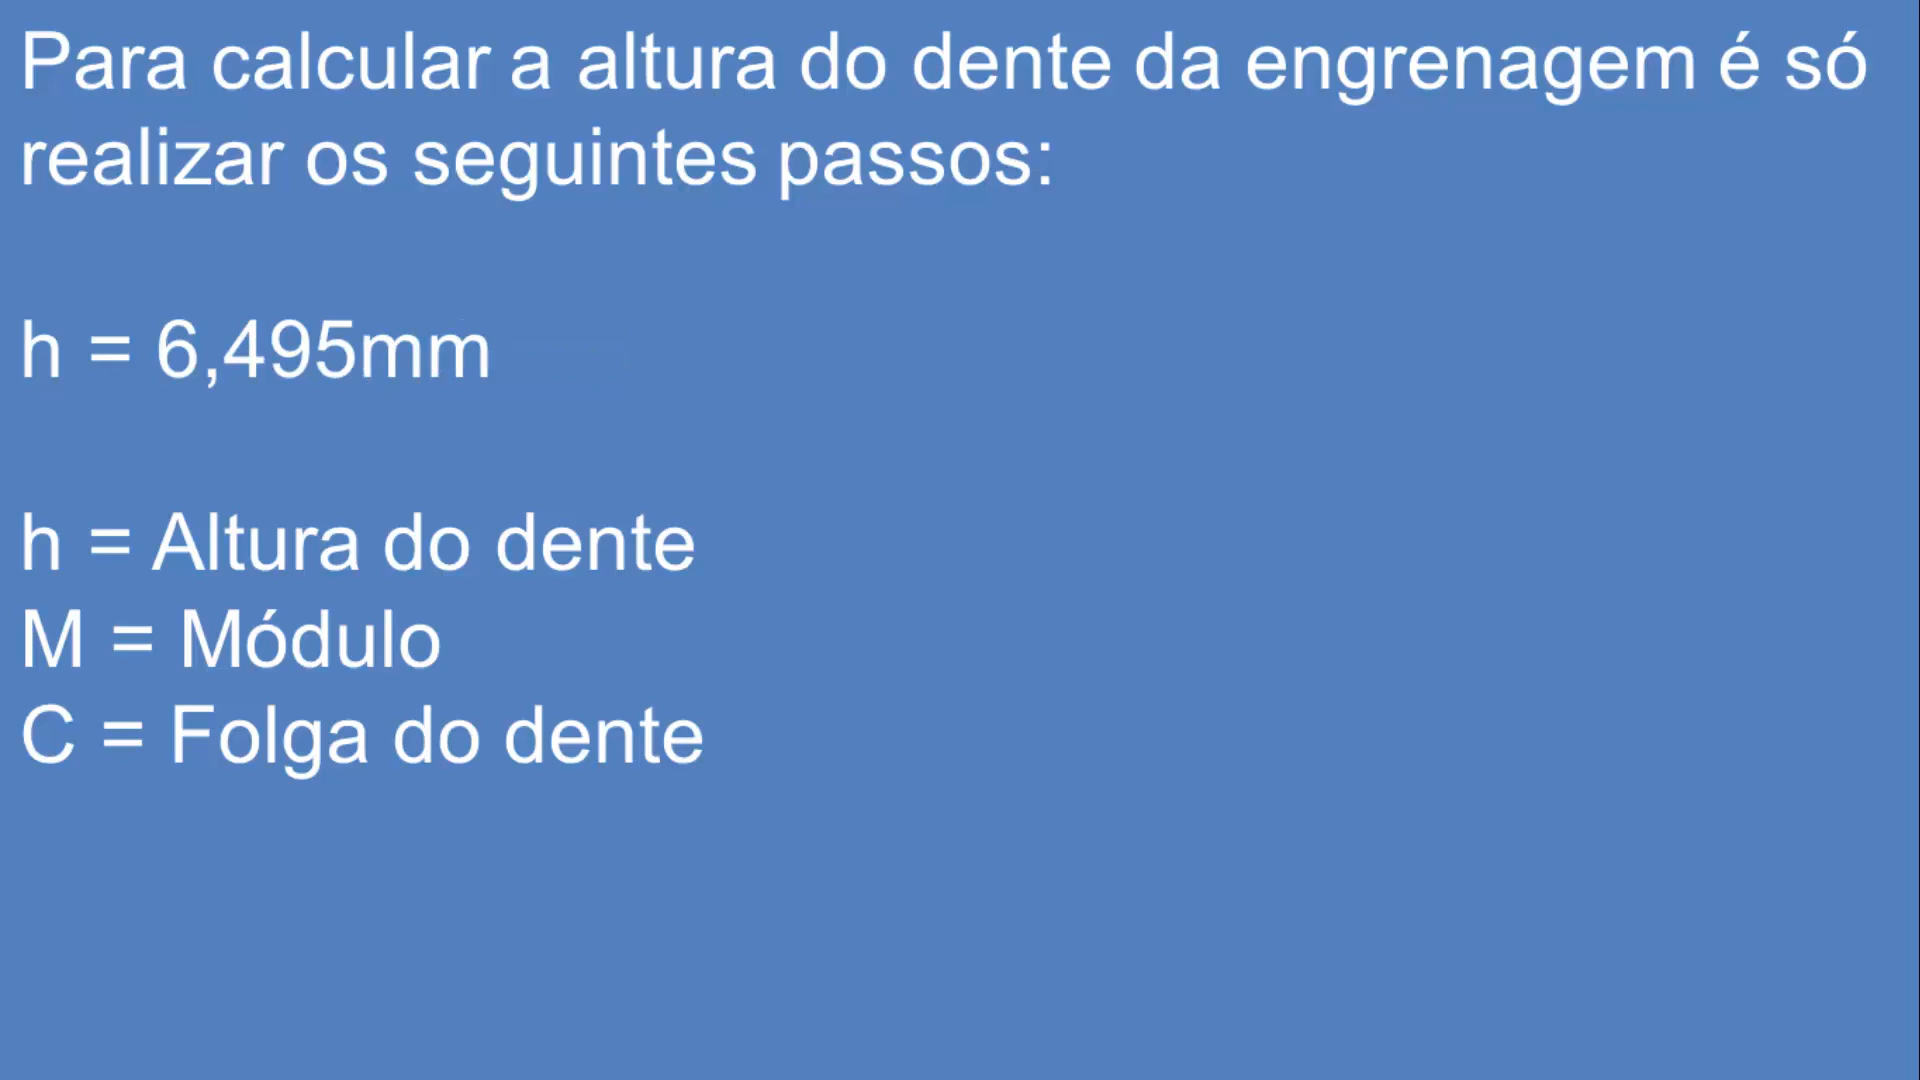 Para calcular a altura do dente da engrenagem é só
realizar os seguintes passos:
h = 6,495mm
h = Altura do dente
M = Módulo
C = Folga do dente